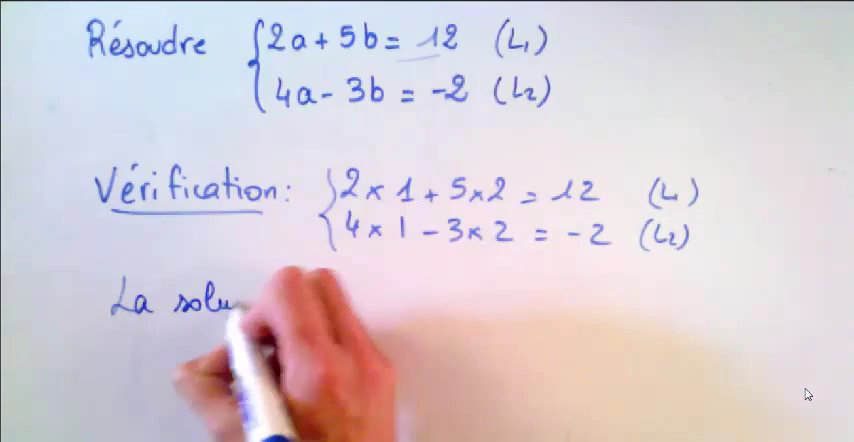 Résoudre { 2a + 5b = 12 (L₁)
4a - 3b = -2 (L₂)
Vérification : { 2 × 1 + 5 × 2 = 12 (L₁)
4 × 1 - 3 × 2 = -2 (L₂)
La solu